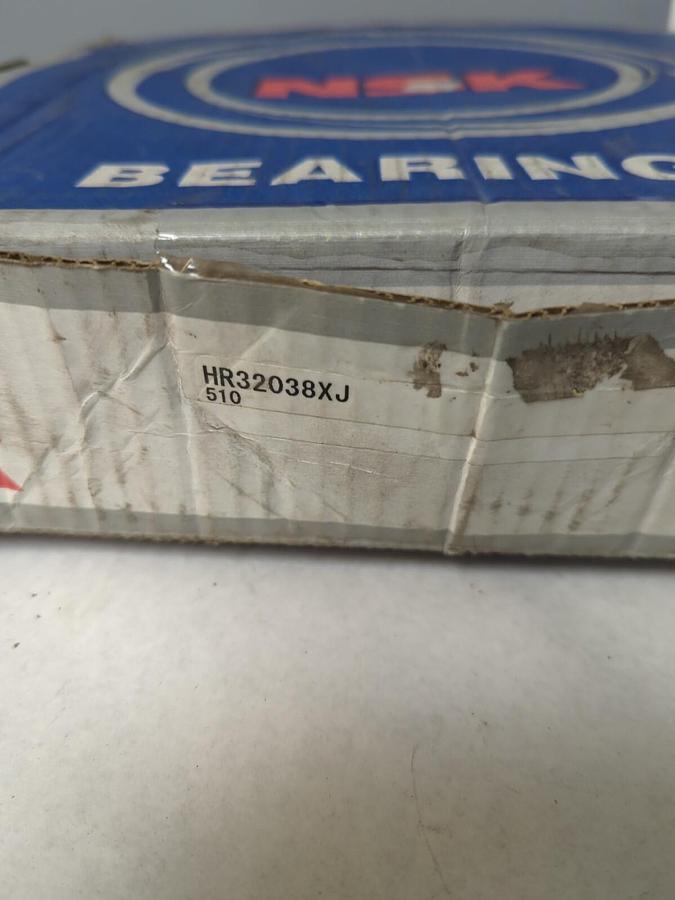 NSK
BEARING
HR32038XJ
510